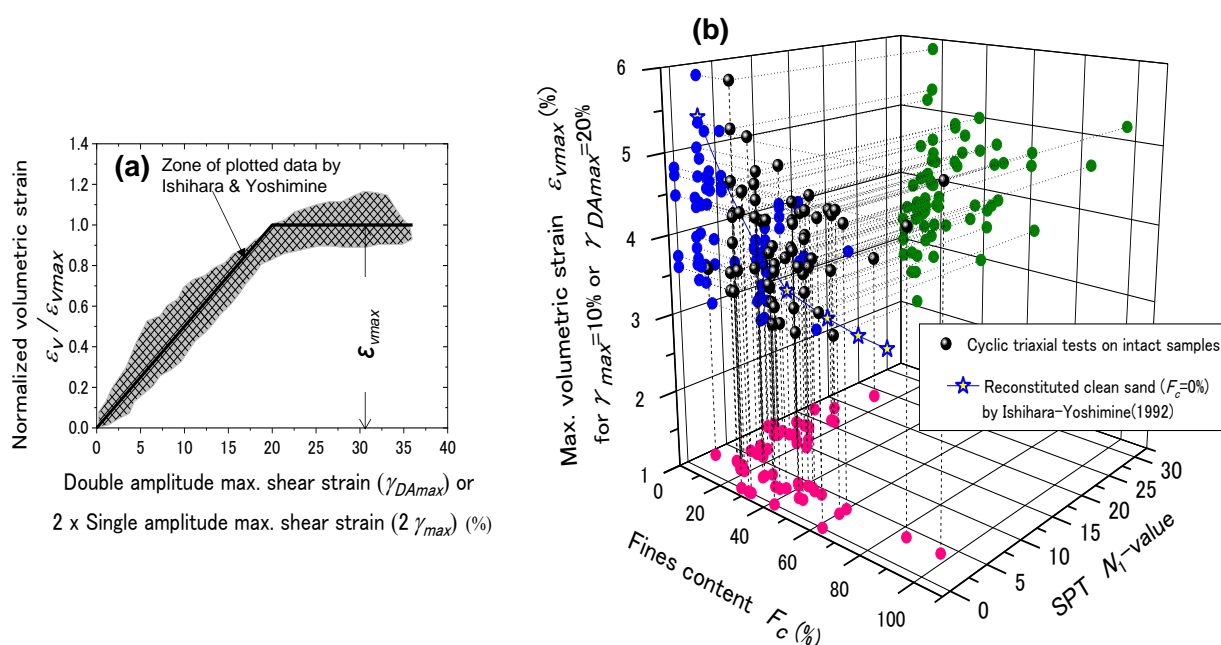 (a)
Zone of plotted data by
Ishihara & Yoshimine
Normalized volumetric strain
εv / εvmax
1.4
1.2
1.0
0.8
0.6
0.4
0.2
0.0
εvmax
0 5 10 15 20 25 30 35 40
Double amplitude max. shear strain (γDAmax) or
2 x Single amplitude max. shear strain (2 γmax) (%)
(b)
Max. volumetric strain εvmax (%)
for γmax=10% or γDAmax=20%
6
5
4
3
2
1
0 20 40 60 80 100
Fines content Fc (%)
0 5 10 15 20 25 30
SPT N1-value
Cyclic triaxial tests on intact samples
Reconstituted clean sand (Fc=0%)
by Ishihara-Yoshimine(1992)